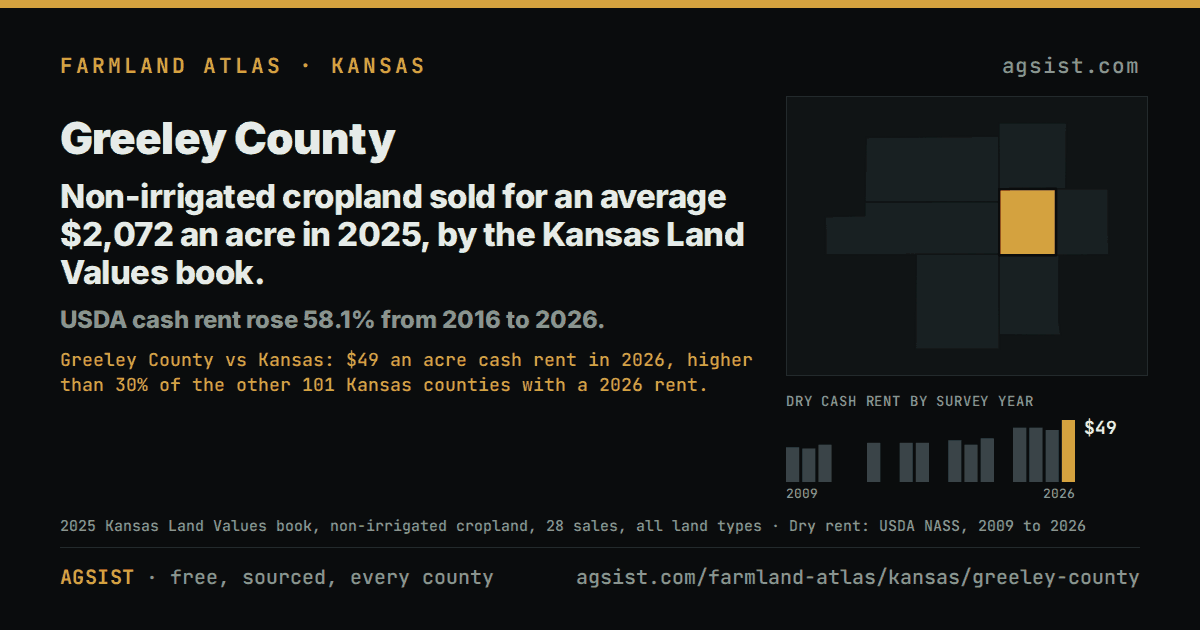 FARMLAND ATLAS · KANSAS
agsist.com
Greeley County
Non-irrigated cropland sold for an average
$2,072 an acre in 2025, by the Kansas Land
Values book.
USDA cash rent rose 58.1% from 2016 to 2026.
Greeley County vs Kansas: $49 an acre cash rent in 2026, higher
than 30% of the other 101 Kansas counties with a 2026 rent.
DRY CASH RENT BY SURVEY YEAR
$49
2009
2026
2025 Kansas Land Values book, non-irrigated cropland, 28 sales, all land types · Dry rent: USDA NASS, 2009 to 2026
AGSIST · free, sourced, every county
agsist.com/farmland-atlas/kansas/greeley-county